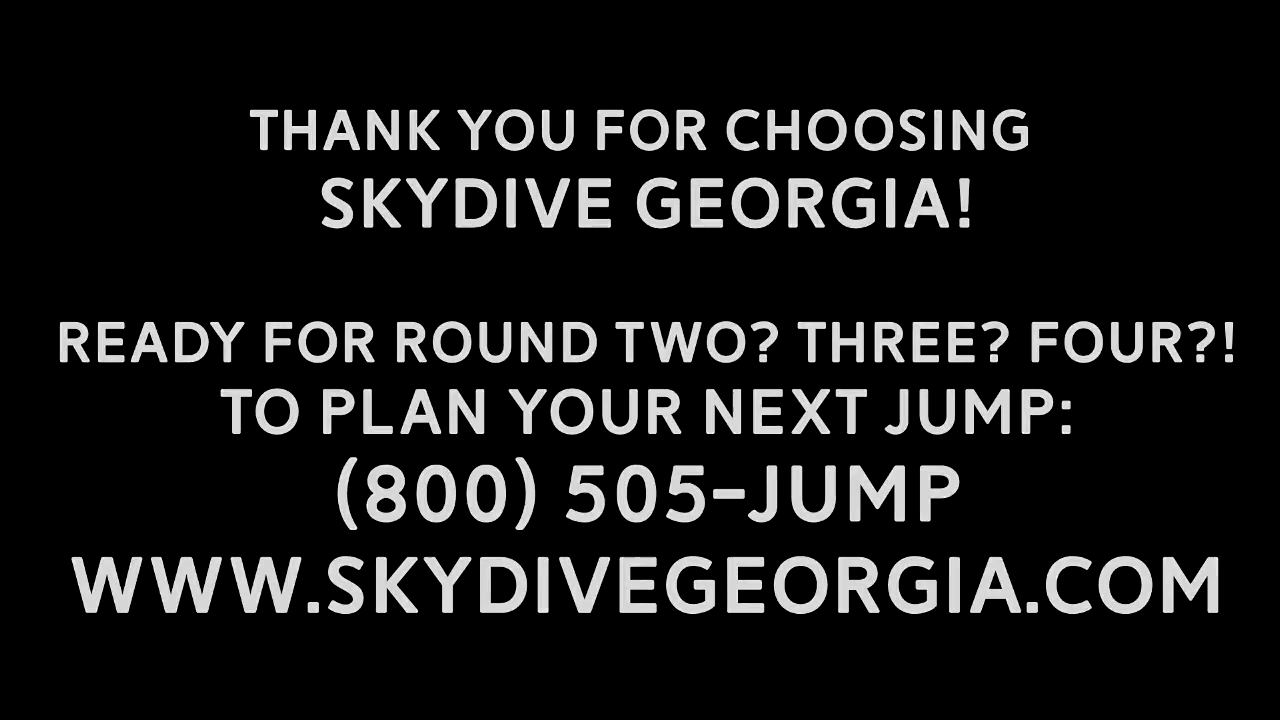 THANK YOU FOR CHOOSING
SKYDIVE GEORGIA!
READY FOR ROUND TWO? THREE? FOUR?!
TO PLAN YOUR NEXT JUMP:
(800) 505-JUMP
WWW.SKYDIVEGEORGIA.COM